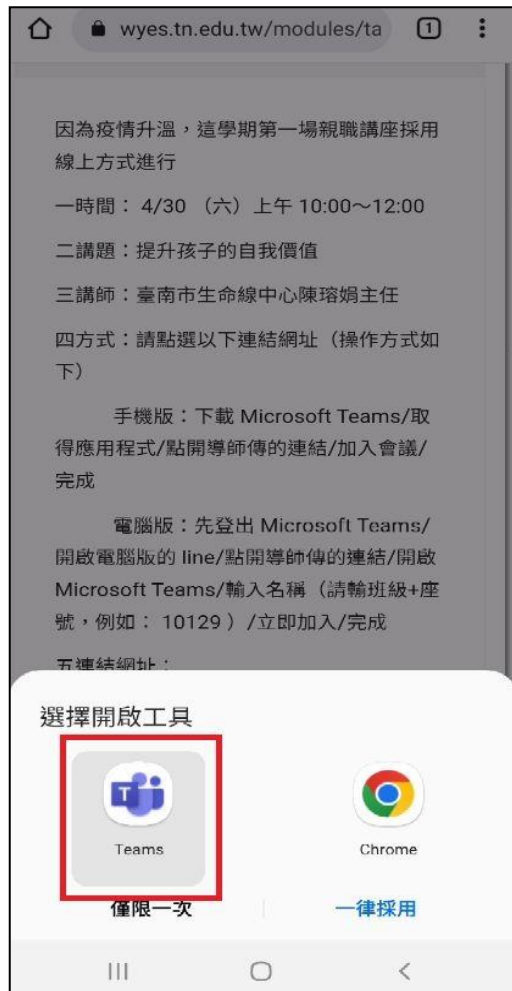 wyes.tn.edu.tw/modules/ta
1
因為疫情升溫，這學期第一場親職講座採用
線上方式進行
一時間： 4/30 （六）上午 10:00～12:00
二講題：提升孩子的自我價值
三講師：臺南市生命線中心陳瑢娟主任
四方式：請點選以下連結網址（操作方式如
下）
手機版：下載 Microsoft Teams/取
得應用程式/點開導師傳的連結/加入會議/
完成
電腦版：先登出 Microsoft Teams/
開啟電腦版的 line/點開導師傳的連結/開啟
Microsoft Teams/輸入名稱（請輸班級+座
號，例如： 10129 ）/立即加入/完成
五連結網址：
選擇開啟工具
T
Teams
Chrome
僅限一次
一律採用